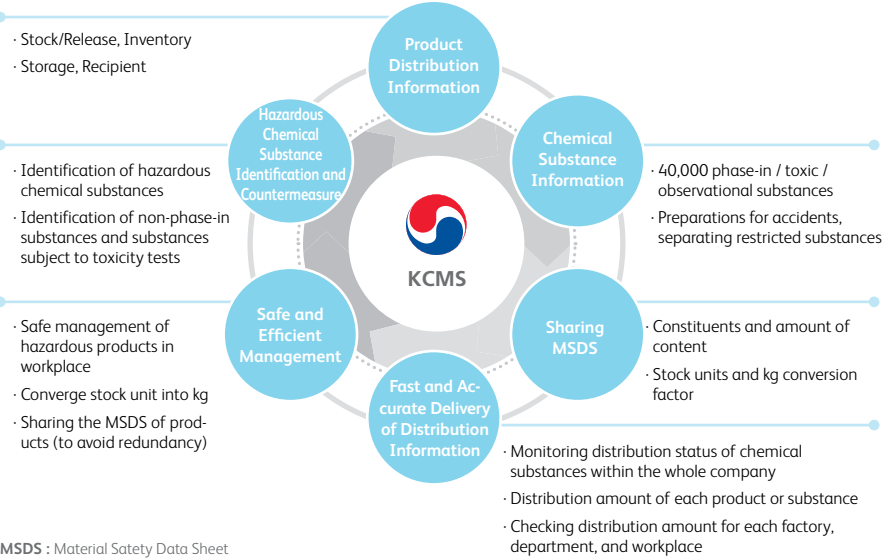 Product
Distribution
Information
· Stock/Release, Inventory
· Storage, Recipient
Hazardous
Chemical
Substance
Identification and
Countermeasure
· Identification of hazardous
chemical substances
· Identification of non-phase-in
substances and substances
subject to toxicity tests
Chemical
Substance
Information
· 40,000 phase-in / toxic /
observational substances
· Preparations for accidents,
separating restricted substances
KCMS
Safe and
Efficient
Management
· Safe management of
hazardous products in
workplace
· Converge stock unit into kg
· Sharing the MSDS of prod-
ucts (to avoid redundancy)
Sharing
MSDS
· Constituents and amount of
content
· Stock units and kg conversion
factor
Fast and Ac-
curate Delivery
of Distribution
Information
· Monitoring distribution status of chemical
substances within the whole company
· Distribution amount of each product or substance
· Checking distribution amount for each factory,
department, and workplace
MSDS : Material Satety Data Sheet